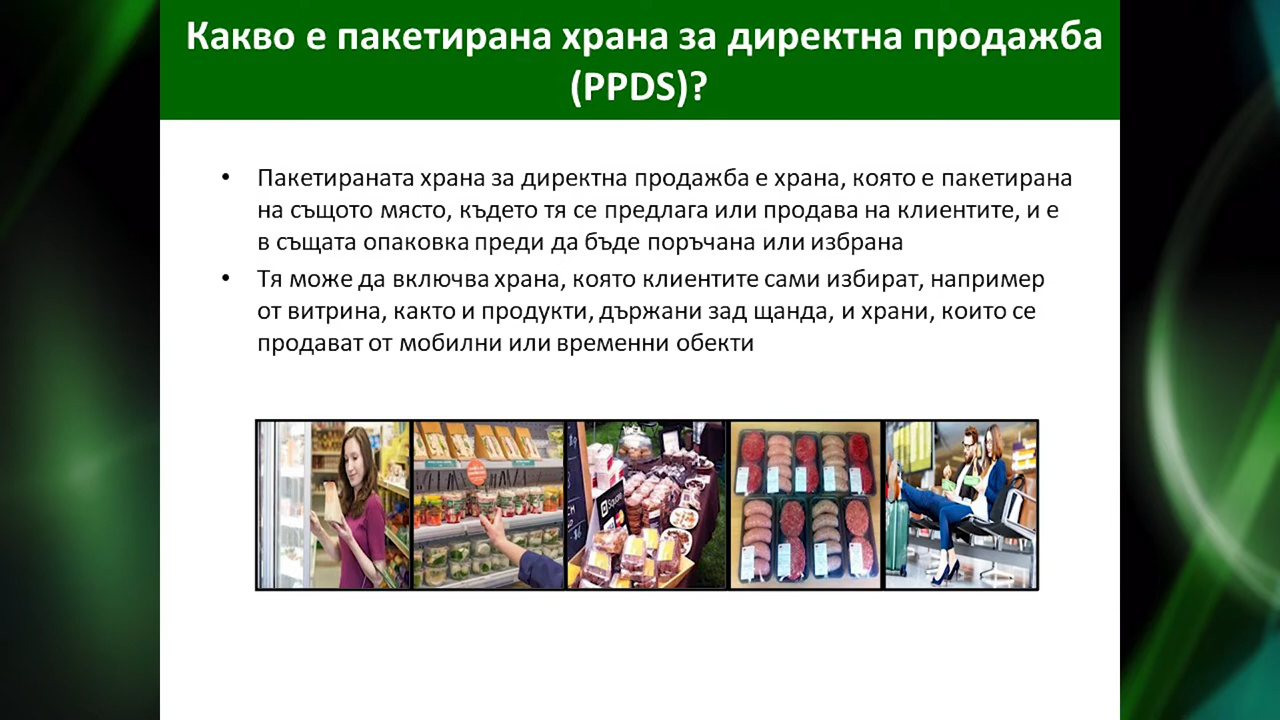 Какво е пакетирана храна за директна продажба
(PPDS)?
• Пакетираната храна за директна продажба е храна, която е пакетирана
на същото място, където тя се предлага или продава на клиентите, и е
в същата опаковка преди да бъде поръчана или избрана
• Тя може да включва храна, която клиентите сами избират, например
от витрина, както и продукти, държани зад щанда, и храни, които се
продават от мобилни или временни обекти
Square